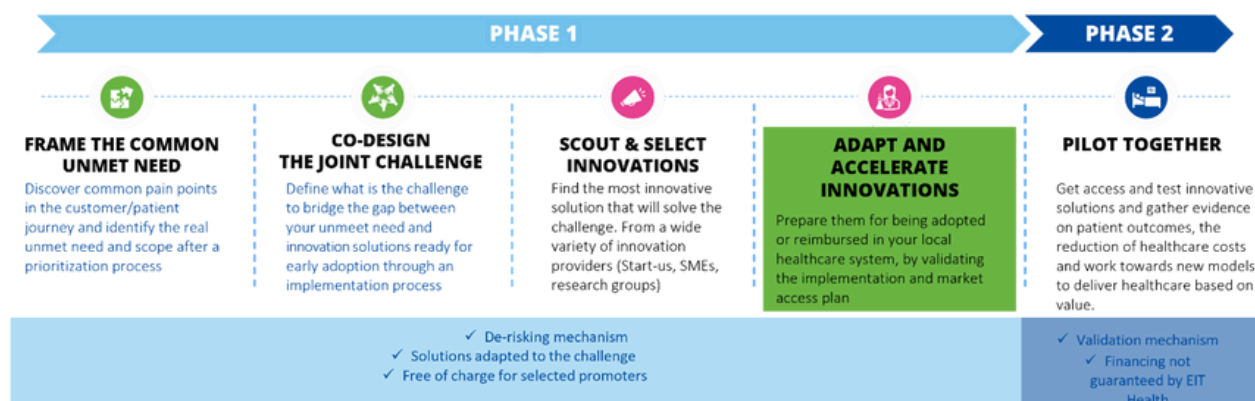 PHASE 1
PHASE 2
FRAME THE COMMON
UNMET NEED
Discover common pain points
in the customer/patient
journey and identify the real
unmet need and scope after a
prioritization process
CO-DESIGN
THE JOINT CHALLENGE
Define what is the challenge
to bridge the gap between
your unmeet need and
innovation solutions ready for
early adoption through an
implementation process
SCOUT & SELECT
INNOVATIONS
Find the most innovative
solution that will solve the
challenge. From a wide
variety of innovation
providers (Start-us, SMEs,
research groups)
ADAPT AND
ACCELERATE
INNOVATIONS
Prepare them for being adopted
or reimbursed in your local
healthcare system, by validating
the implementation and market
access plan
PILOT TOGETHER
Get access and test innovative
solutions and gather evidence
on patient outcomes, the
reduction of healthcare costs
and work towards new models
to deliver healthcare based on
value.
✓ De-risking mechanism
✓ Solutions adapted to the challenge
✓ Free of charge for selected promoters
✓ Validation mechanism
✓ Financing not
guaranteed by EIT
Health